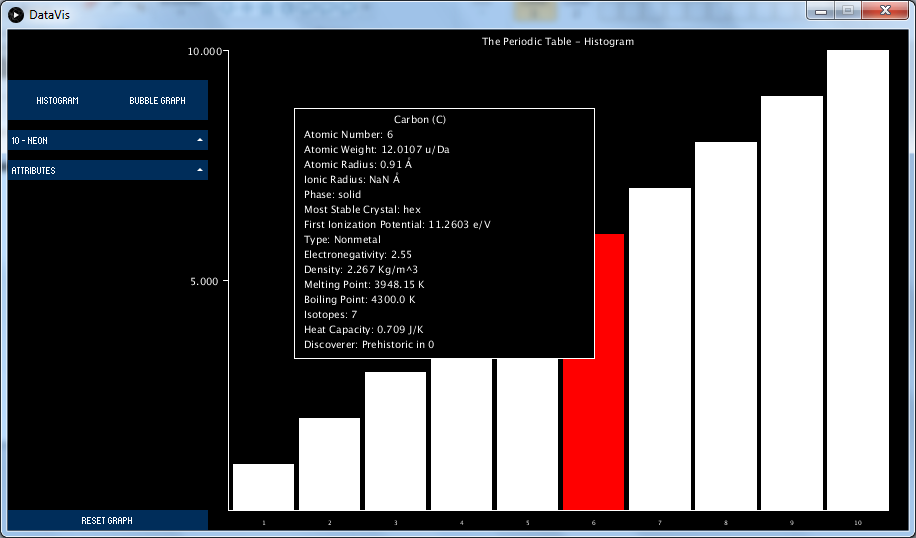 DataVis
The Periodic Table - Histogram
10.000
HISTOGRAM
BUBBLE GRAPH
10 - NEON
ATTRIBUTES
Carbon (C)
Atomic Number: 6
Atomic Weight: 12.0107 u/Da
Atomic Radius: 0.91 Å
Ionic Radius: NaN Å
Phase: solid
Most Stable Crystal: hex
First Ionization Potential: 11.2603 e/V
Type: Nonmetal
Electronegativity: 2.55
Density: 2.267 Kg/m^3
Melting Point: 3948.15 K
Boiling Point: 4300.0 K
Isotopes: 7
Heat Capacity: 0.709 J/K
Discoverer: Prehistoric in 0
5.000
RESET GRAPH
1 2 3 4 5 6 7 8 9 10